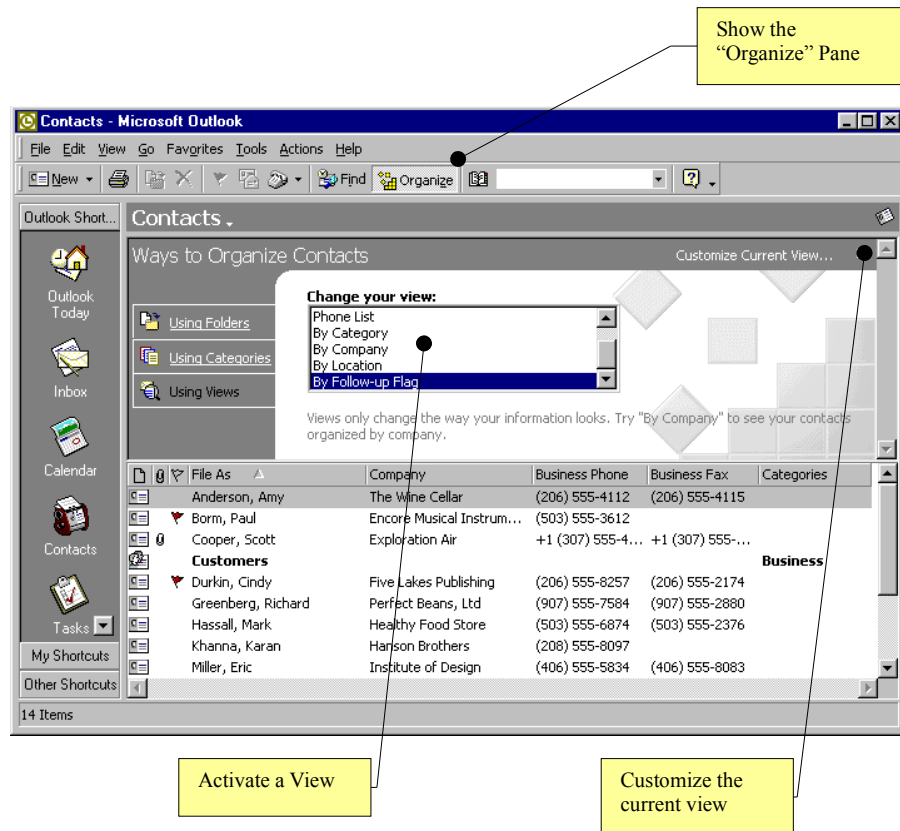 Show the
“Organize” Pane
Contacts - Microsoft Outlook
File Edit View Go Favorites Tools Actions Help
New Find Organize
Outlook Short... Contacts
Ways to Organize Contacts Customize Current View...
Outlook
Today
Inbox
Calendar
Contacts
Tasks
My Shortcuts
Other Shortcuts
Using Folders
Using Categories
Using Views
Change your view:
Phone List
By Category
By Company
By Location
By Follow-up Flag
Views only change the way your information looks. Try "By Company" to see your contacts
organized by company.
File As Company Business Phone Business Fax Categories
Anderson, Amy The Wine Cellar (206) 555-4112 (206) 555-4115
Borm, Paul Encore Musical Instrum... (503) 555-3612
Cooper, Scott Exploration Air +1 (307) 555-4... +1 (307) 555-...
Customers Business
Durkin, Cindy Five Lakes Publishing (206) 555-8257 (206) 555-2174
Greenberg, Richard Perfect Beans, Ltd (907) 555-7584 (907) 555-2880
Hassall, Mark Healthy Food Store (503) 555-6874 (503) 555-2376
Khanna, Karan Hanson Brothers (208) 555-8097
Miller, Eric Institute of Design (406) 555-5834 (406) 555-8083
14 Items
Activate a View
Customize the
current view